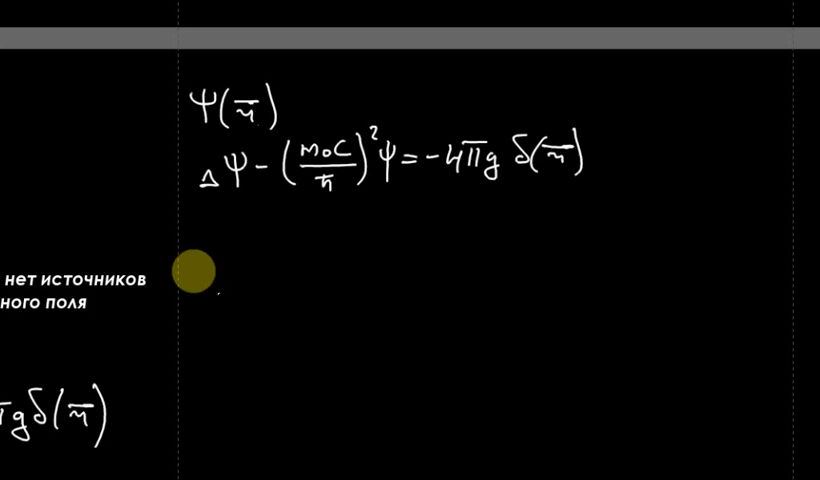 Ψ(r̄)
ΔΨ - (m₀c/ħ)²Ψ = -4πg δ(r̄)
нет источников
ного поля
πgδ(r̄)